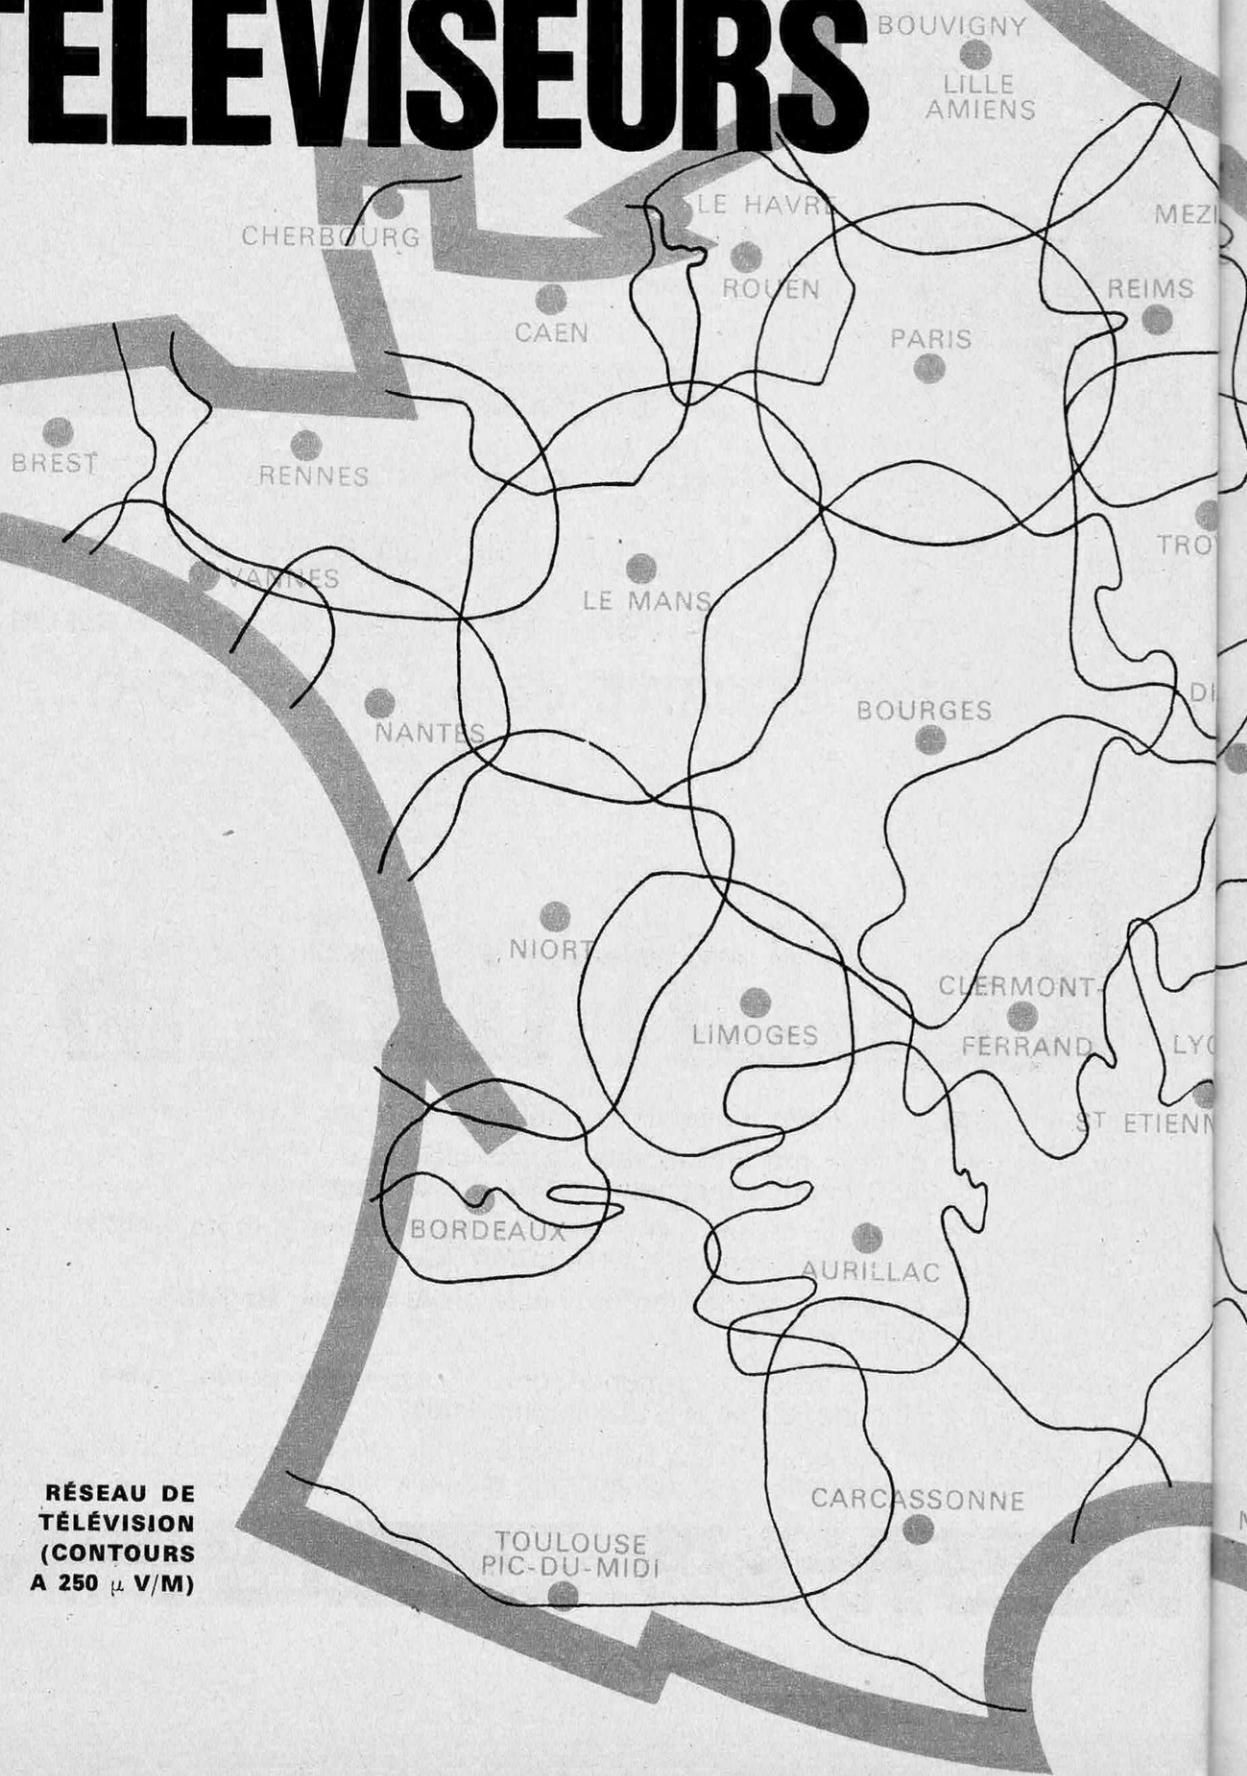 TÉLÉVISEURS
BOUVIGNY
LILLE
AMIENS
LE HAVRE
MEZI
CHERBOURG
ROUEN
REIMS
CAEN
PARIS
BREST
RENNES
TRO
VANNES
LE MANS
DI
BOURGES
NANTES
NIORT
CLERMONT-
LIMOGES
FERRAND
LYO
ST ETIENN
BORDEAUX
AURILLAC
CARCASSONNE
RÉSEAU DE
TÉLÉVISION
(CONTOURS
A 250 μ V/M)
TOULOUSE
PIC-DU-MIDI